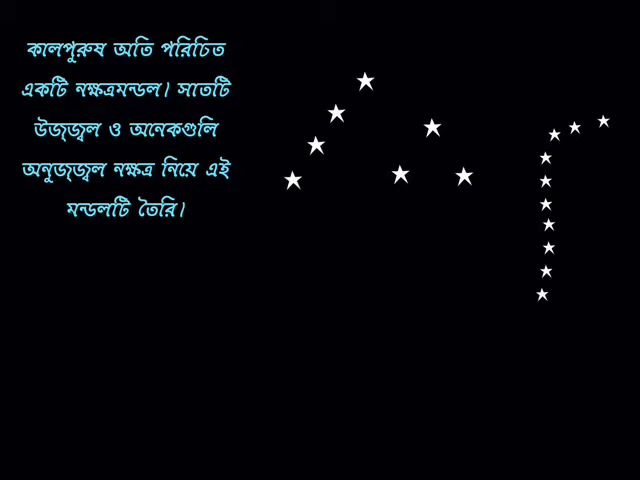 কালপুরুষ অতি পরিচিত
একটি নক্ষত্রমন্ডল। সাতটি
উজ্জ্বল ও অনেকগুলি
অনুজ্জ্বল নক্ষত্র নিয়ে এই
মন্ডলটি তৈরি।